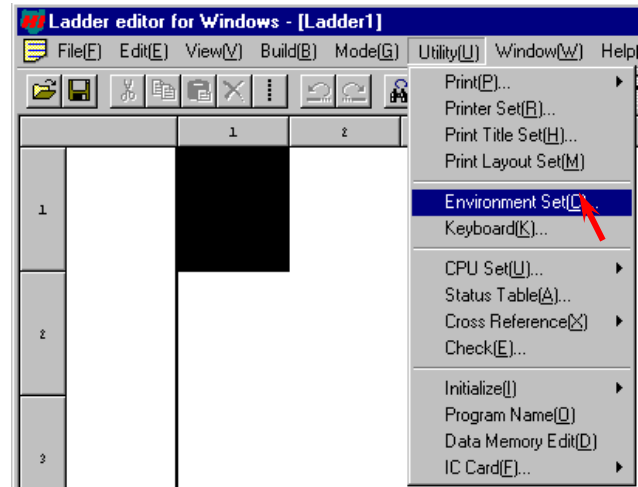 Ladder editor for Windows - [Ladder1]
File(F) Edit(E) View(V) Build(B) Mode(G) Utility(U) Window(W) Help
1 2
1
2
3
Print(P)...
Printer Set(R)...
Print Title Set(H)...
Print Layout Set(M)
Environment Set(
Keyboard(K)...
CPU Set(U)...
Status Table(A)...
Cross Reference(X)
Check(E)...
Initialize(I)
Program Name(O)
Data Memory Edit(D)
IC Card(F)...